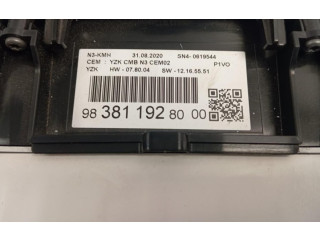 N3-KMH 31.08.2020 SN4- 0619544
CEM : YZK CMB N3 CEM02 P1VO
YZK HW - 07.80.04 SW -12.16.55.51
98 381 192 80 00